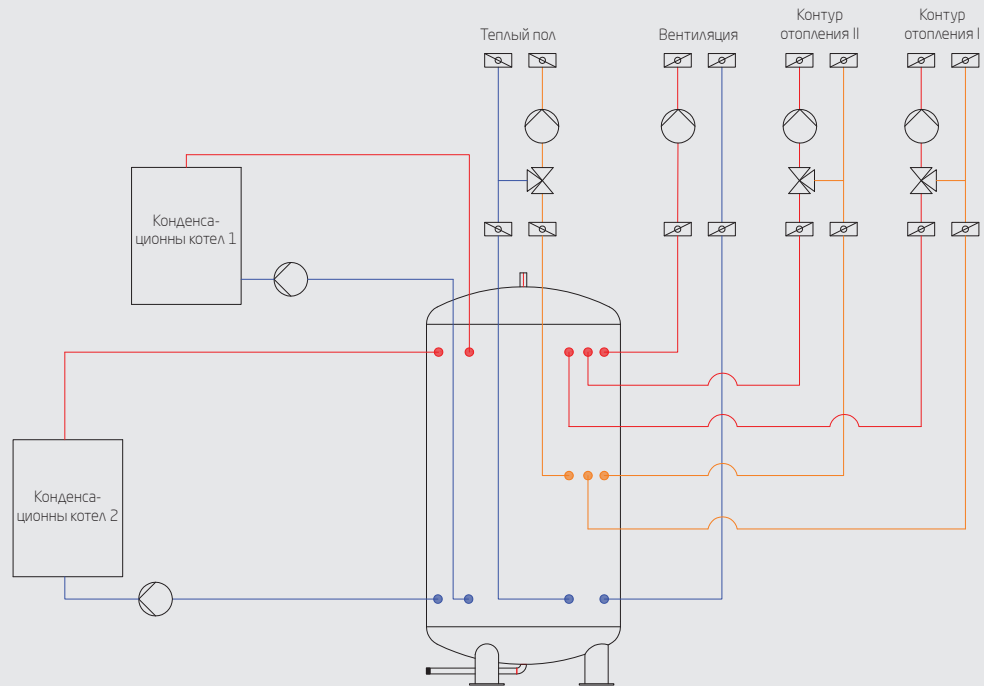 Теплый пол
Вентиляция
Контур
отопления II
Контур
отопления I
Конденса-
ционны котел 1
Конденса-
ционны котел 2